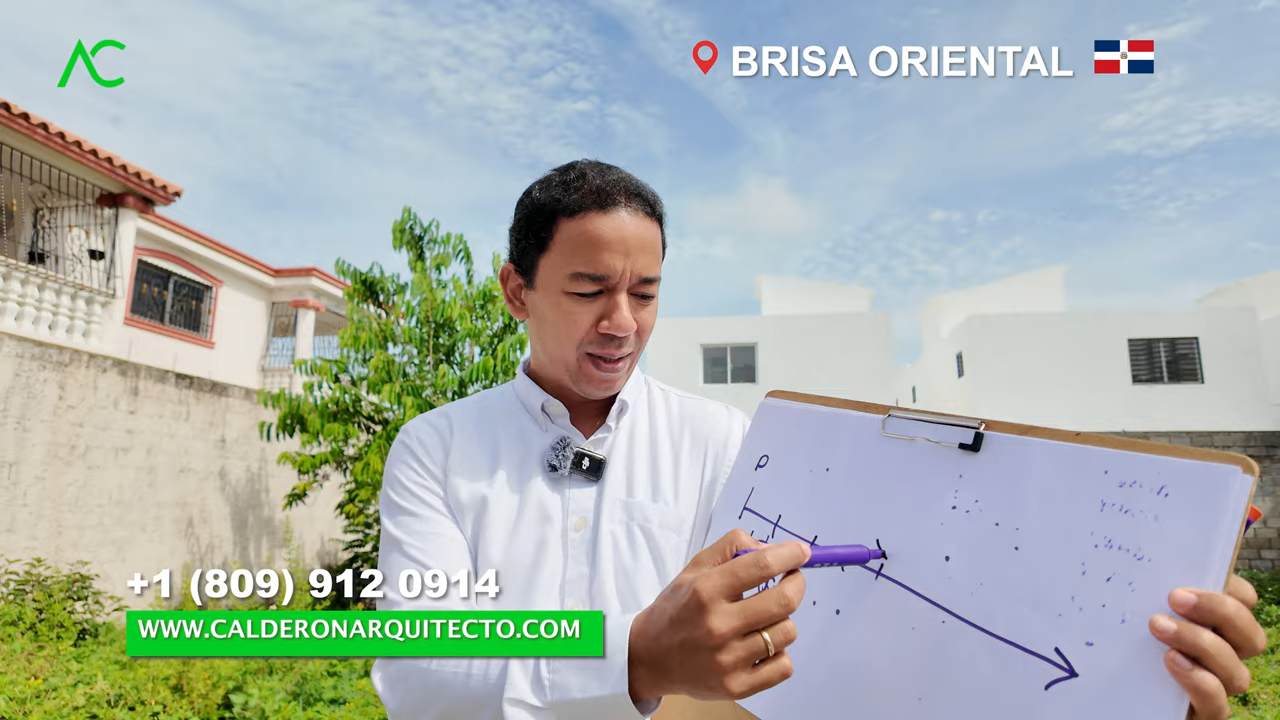 AC
BRISA ORIENTAL
P
+1 (809) 912 0914
WWW.CALDERONARQUITECTO.COM